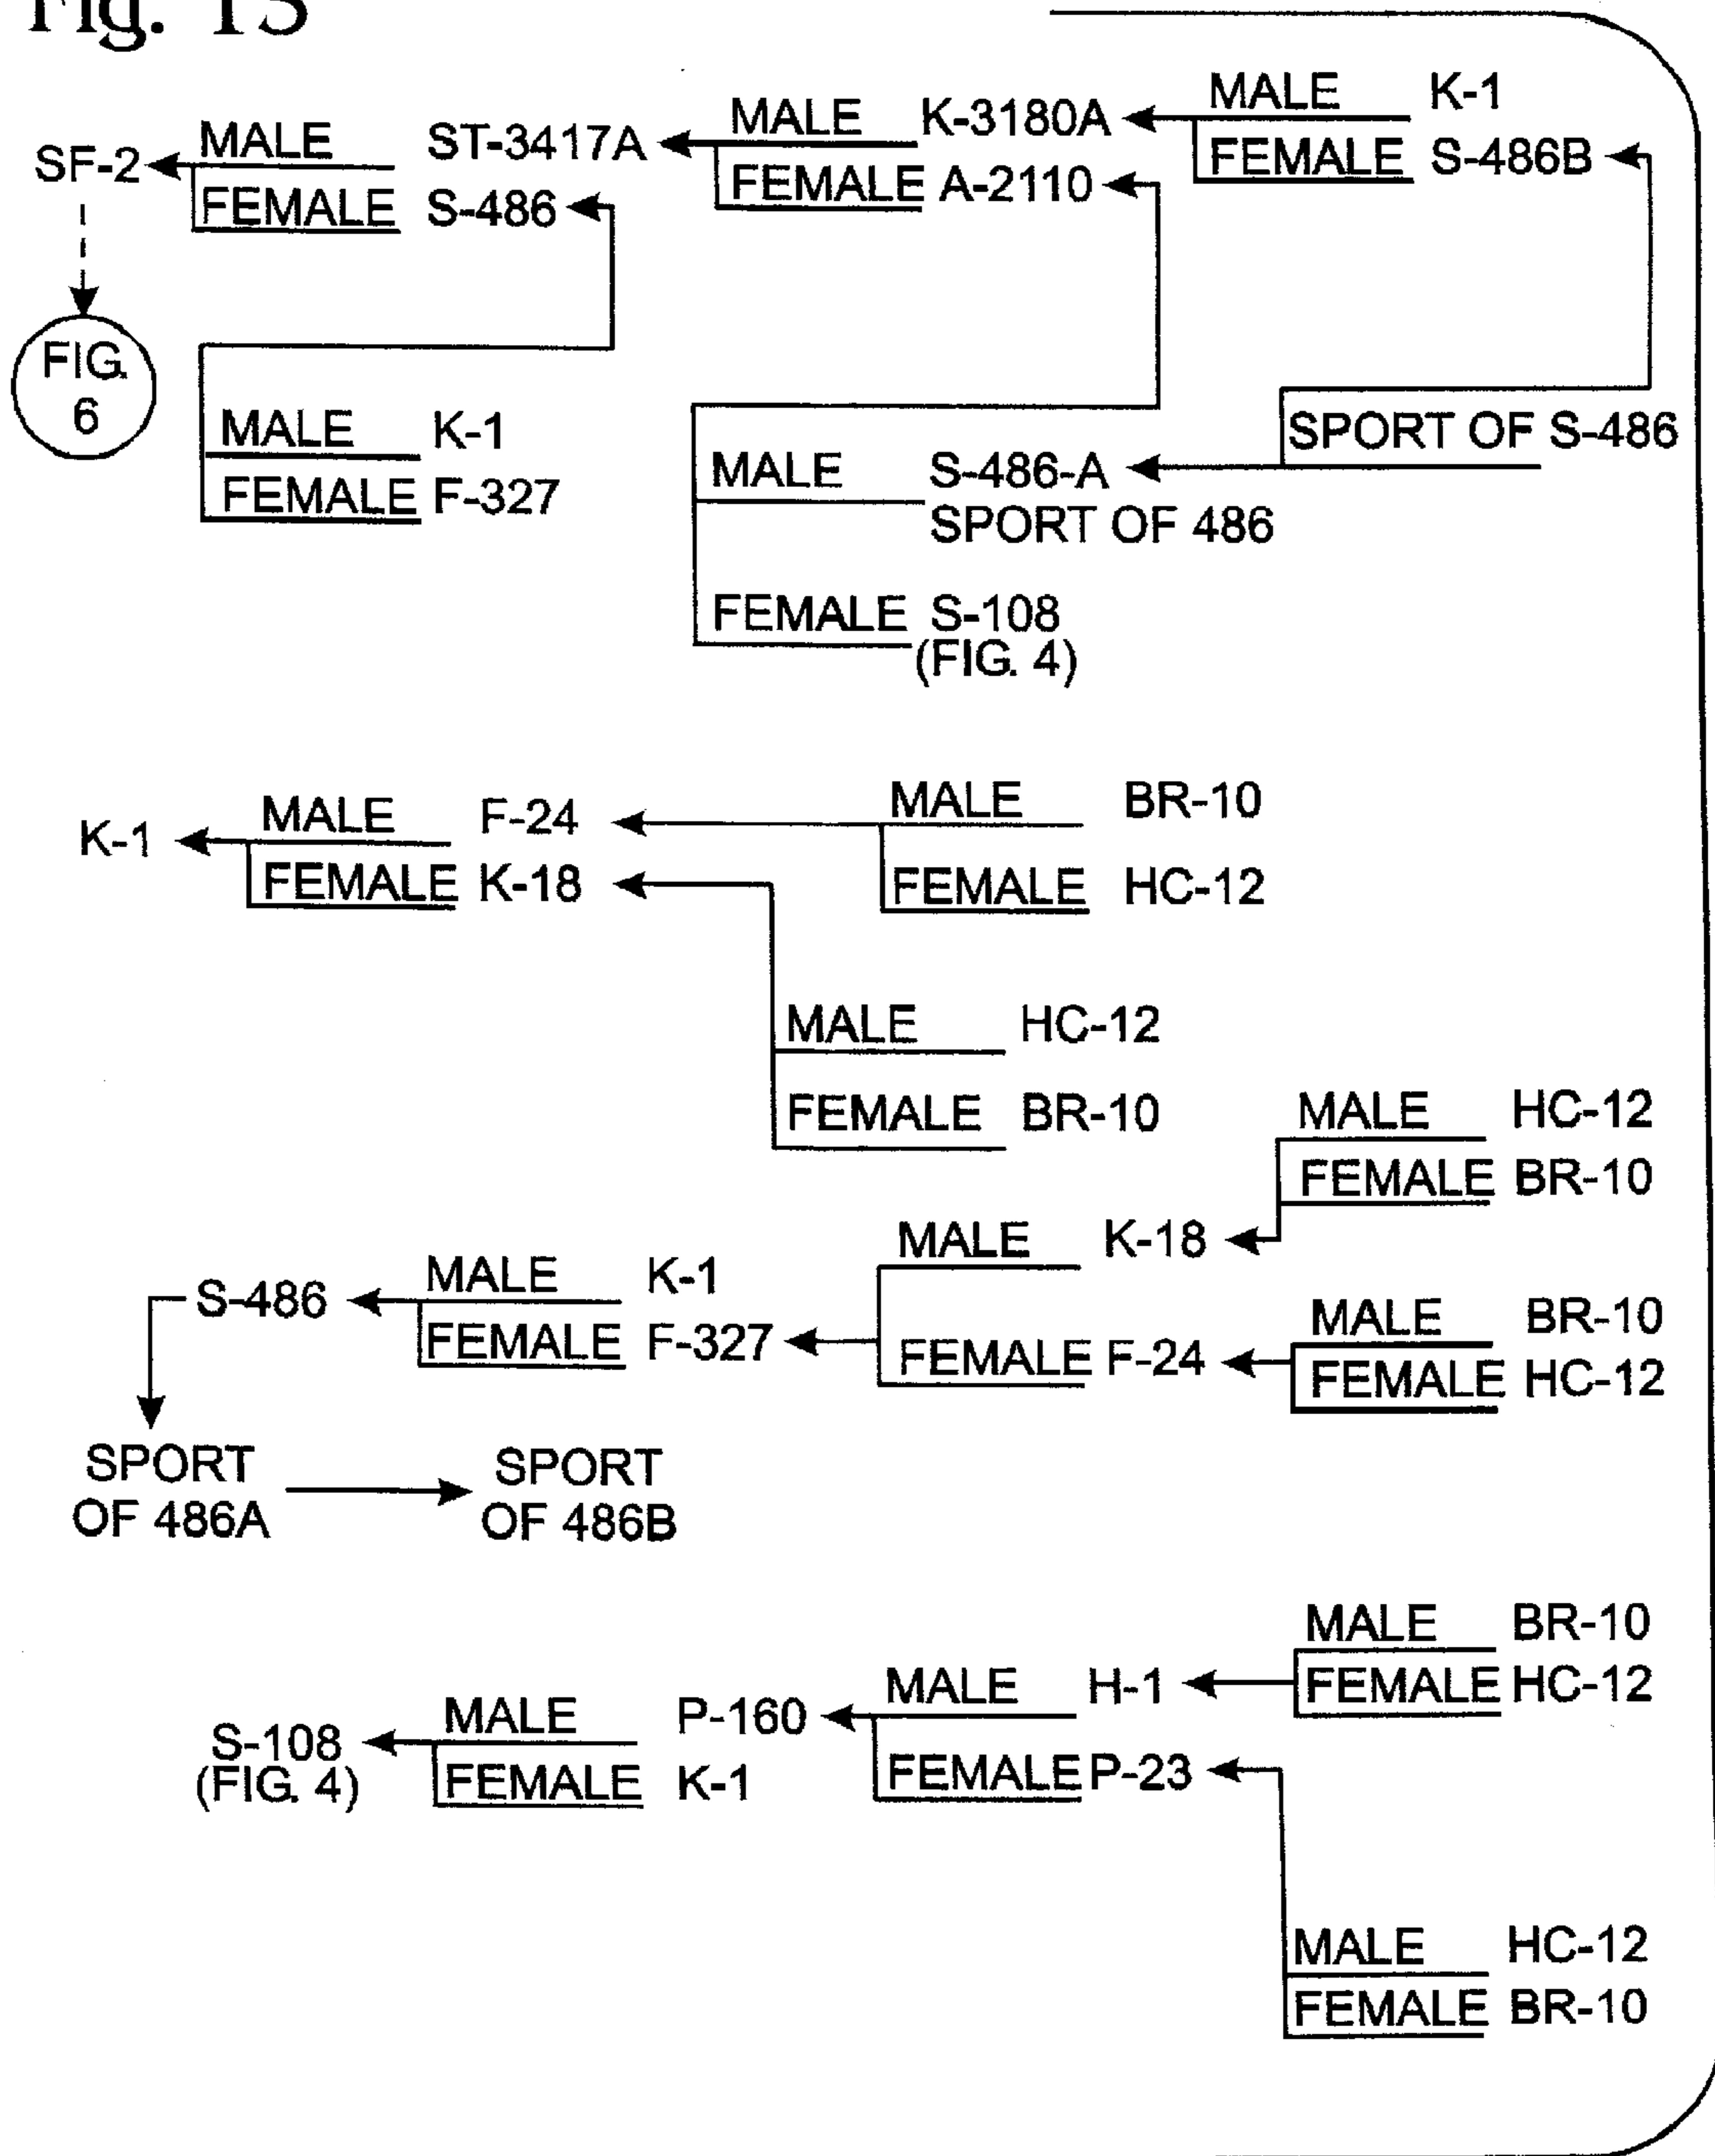 Fig. 13
MALE K-1
MALE K-3180A
MALE ST-3417A
SF-2
FEMALE S-486B
FEMALE A-2110
FEMALE S-486
FIG.
6
MALE K-1
FEMALE F-327
SPORT OF S-486
MALE S-486-A
SPORT OF 486
FEMALE S-108
(FIG. 4)
MALE BR-10
MALE F-24
K-1
FEMALE K-18
FEMALE HC-12
MALE HC-12
FEMALE BR-10
MALE HC-12
FEMALE BR-10
MALE K-18
MALE K-1
S-486
MALE BR-10
FEMALE F-327
FEMALE F-24
FEMALE HC-12
SPORT
OF 486A
SPORT
OF 486B
MALE BR-10
MALE H-1
FEMALE HC-12
MALE P-160
S-108
(FIG. 4)
FEMALE P-23
FEMALE K-1
MALE HC-12
FEMALE BR-10